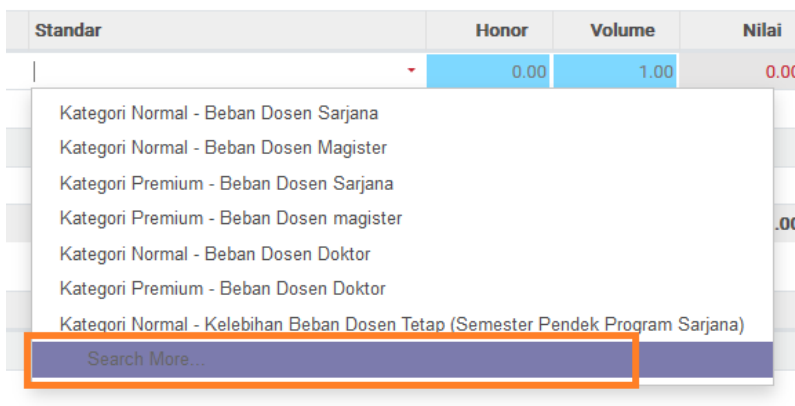 Standar Honor Volume Nilai
0.00 1.00 0.00
Kategori Normal - Beban Dosen Sarjana
Kategori Normal - Beban Dosen Magister
Kategori Premium - Beban Dosen Sarjana
Kategori Premium - Beban Dosen magister
.00
Kategori Normal - Beban Dosen Doktor
Kategori Premium - Beban Dosen Doktor
Kategori Normal - Kelebihan Beban Dosen Tetap (Semester Pendek Program Sarjana)
Search More...